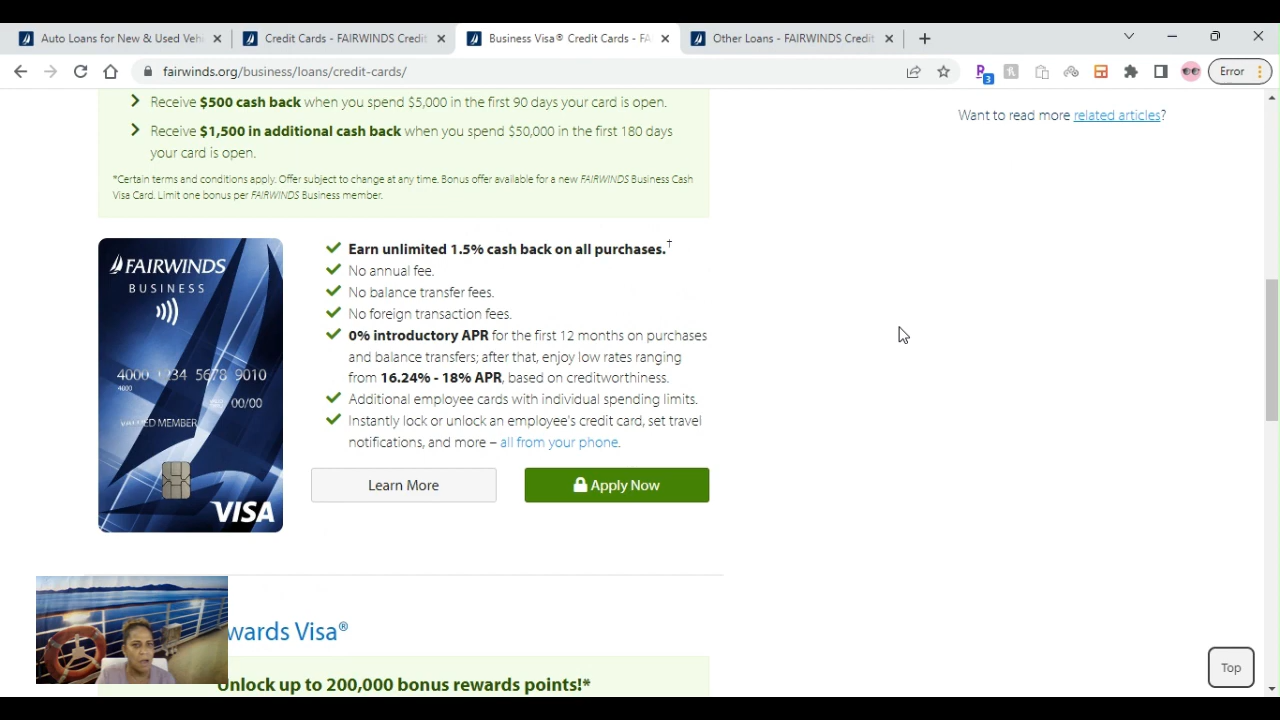 Auto Loans for New & Used Veh
Credit Cards - FAIRWINDS Credit
Business Visa® Credit Cards - FA
Other Loans - FAIRWINDS Credit
fairwinds.org/business/loans/credit-cards/
3
Error
Receive $500 cash back when you spend $5,000 in the first 90 days your card is open.
Receive $1,500 in additional cash back when you spend $50,000 in the first 180 days
your card is open.
*Certain terms and conditions apply. Offer subject to change at any time. Bonus offer available for a new FAIRWINDS Business Cash
Visa Card. Limit one bonus per FAIRWINDS Business member.
Want to read more related articles?
FAIRWINDS
BUSINESS
4000 1234 5678 9010
4000
00/00
VALUED MEMBER
VISA
Earn unlimited 1.5% cash back on all purchases.†
No annual fee.
No balance transfer fees.
No foreign transaction fees.
0% introductory APR for the first 12 months on purchases
and balance transfers; after that, enjoy low rates ranging
from 16.24% - 18% APR, based on creditworthiness.
Additional employee cards with individual spending limits.
Instantly lock or unlock an employee's credit card, set travel
notifications, and more – all from your phone.
Learn More
Apply Now
wards Visa®
Unlock up to 200,000 bonus rewards points!*
Top